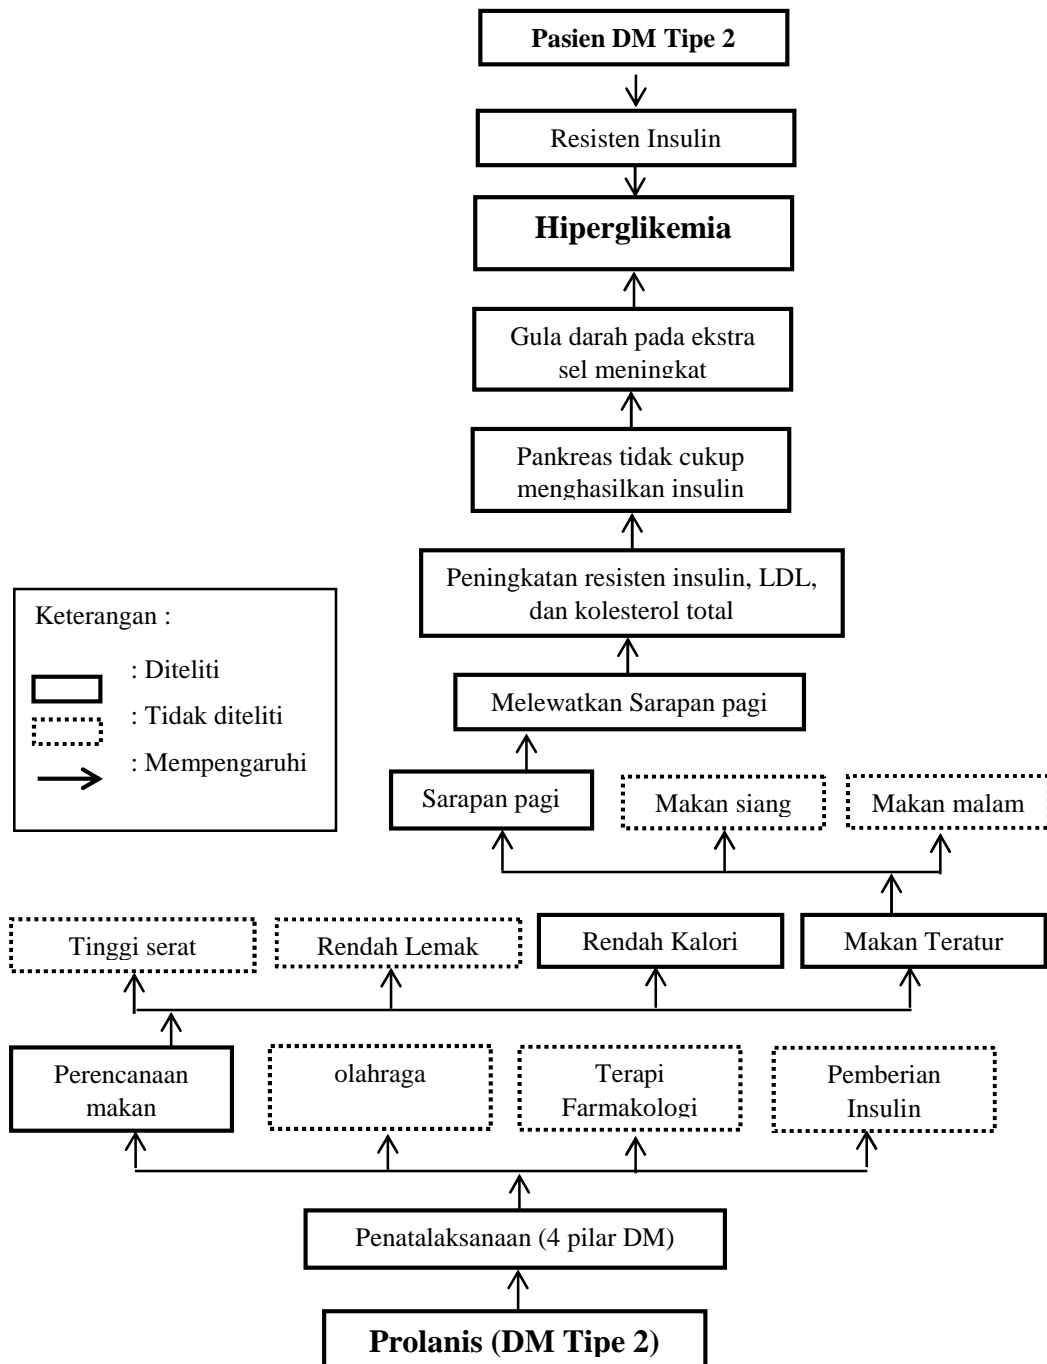 Pasien DM Tipe 2
Resisten Insulin
Hiperglikemia
Gula darah pada ekstra
sel meningkat
Pankreas tidak cukup
menghasilkan insulin
Peningkatan resisten insulin, LDL,
dan kolesterol total
Keterangan :
: Diteliti
: Tidak diteliti
: Mempengaruhi
Melewatkan Sarapan pagi
Sarapan pagi
Makan siang
Makan malam
Tinggi serat
Rendah Lemak
Rendah Kalori
Makan Teratur
Perencanaan
makan
olahraga
Terapi
Farmakologi
Pemberian
Insulin
Penatalaksanaan (4 pilar DM)
Prolanis (DM Tipe 2)